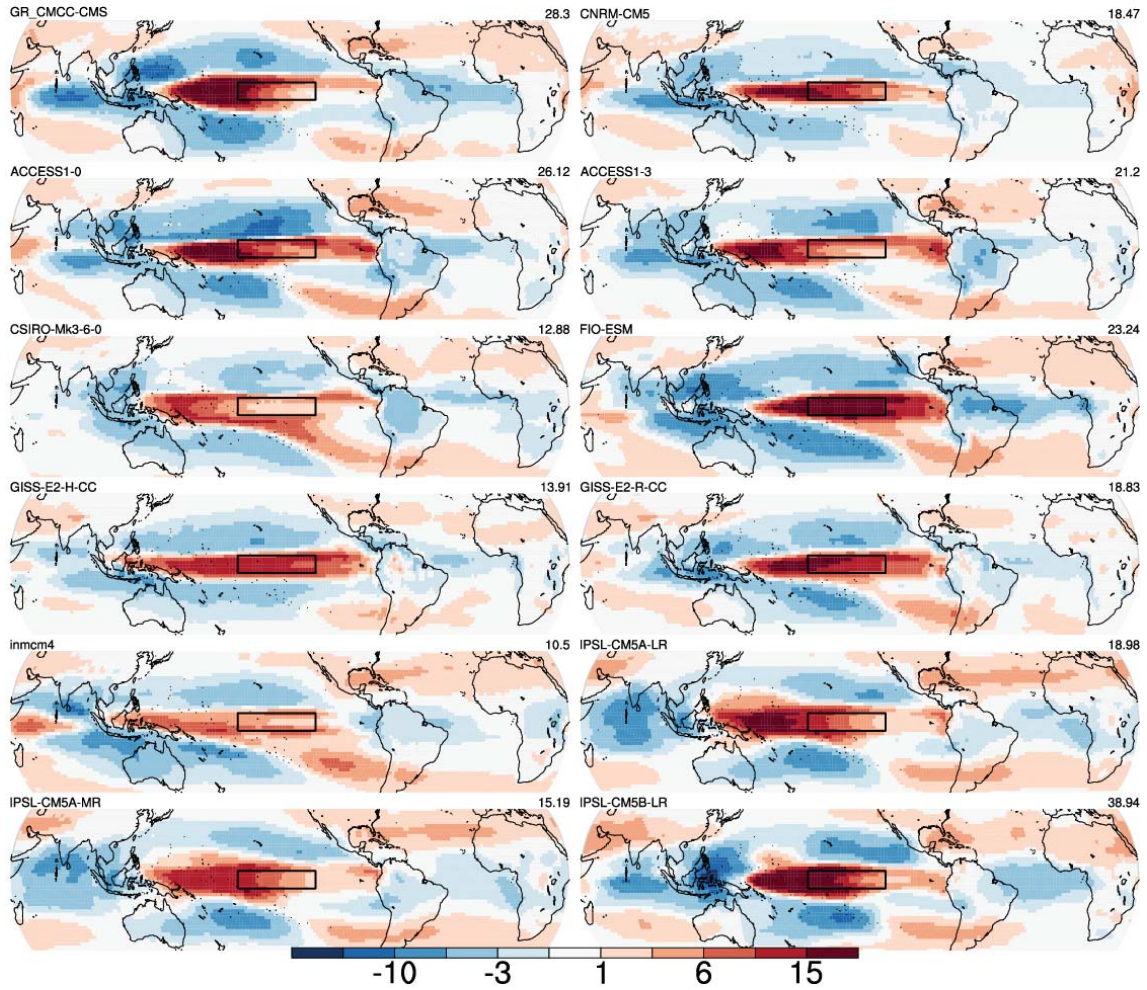 GR_CMCC-CMS 28.3 CNRM-CM5 18.47
ACCESS1-0 26.12 ACCESS1-3 21.2
CSIRO-Mk3-6-0 12.88 FIO-ESM 23.24
GISS-E2-H-CC 13.91 GISS-E2-R-CC 18.83
inmcm4 10.5 IPSL-CM5A-LR 18.98
IPSL-CM5A-MR 15.19 IPSL-CM5B-LR 38.94
-10 -3 1 6 15